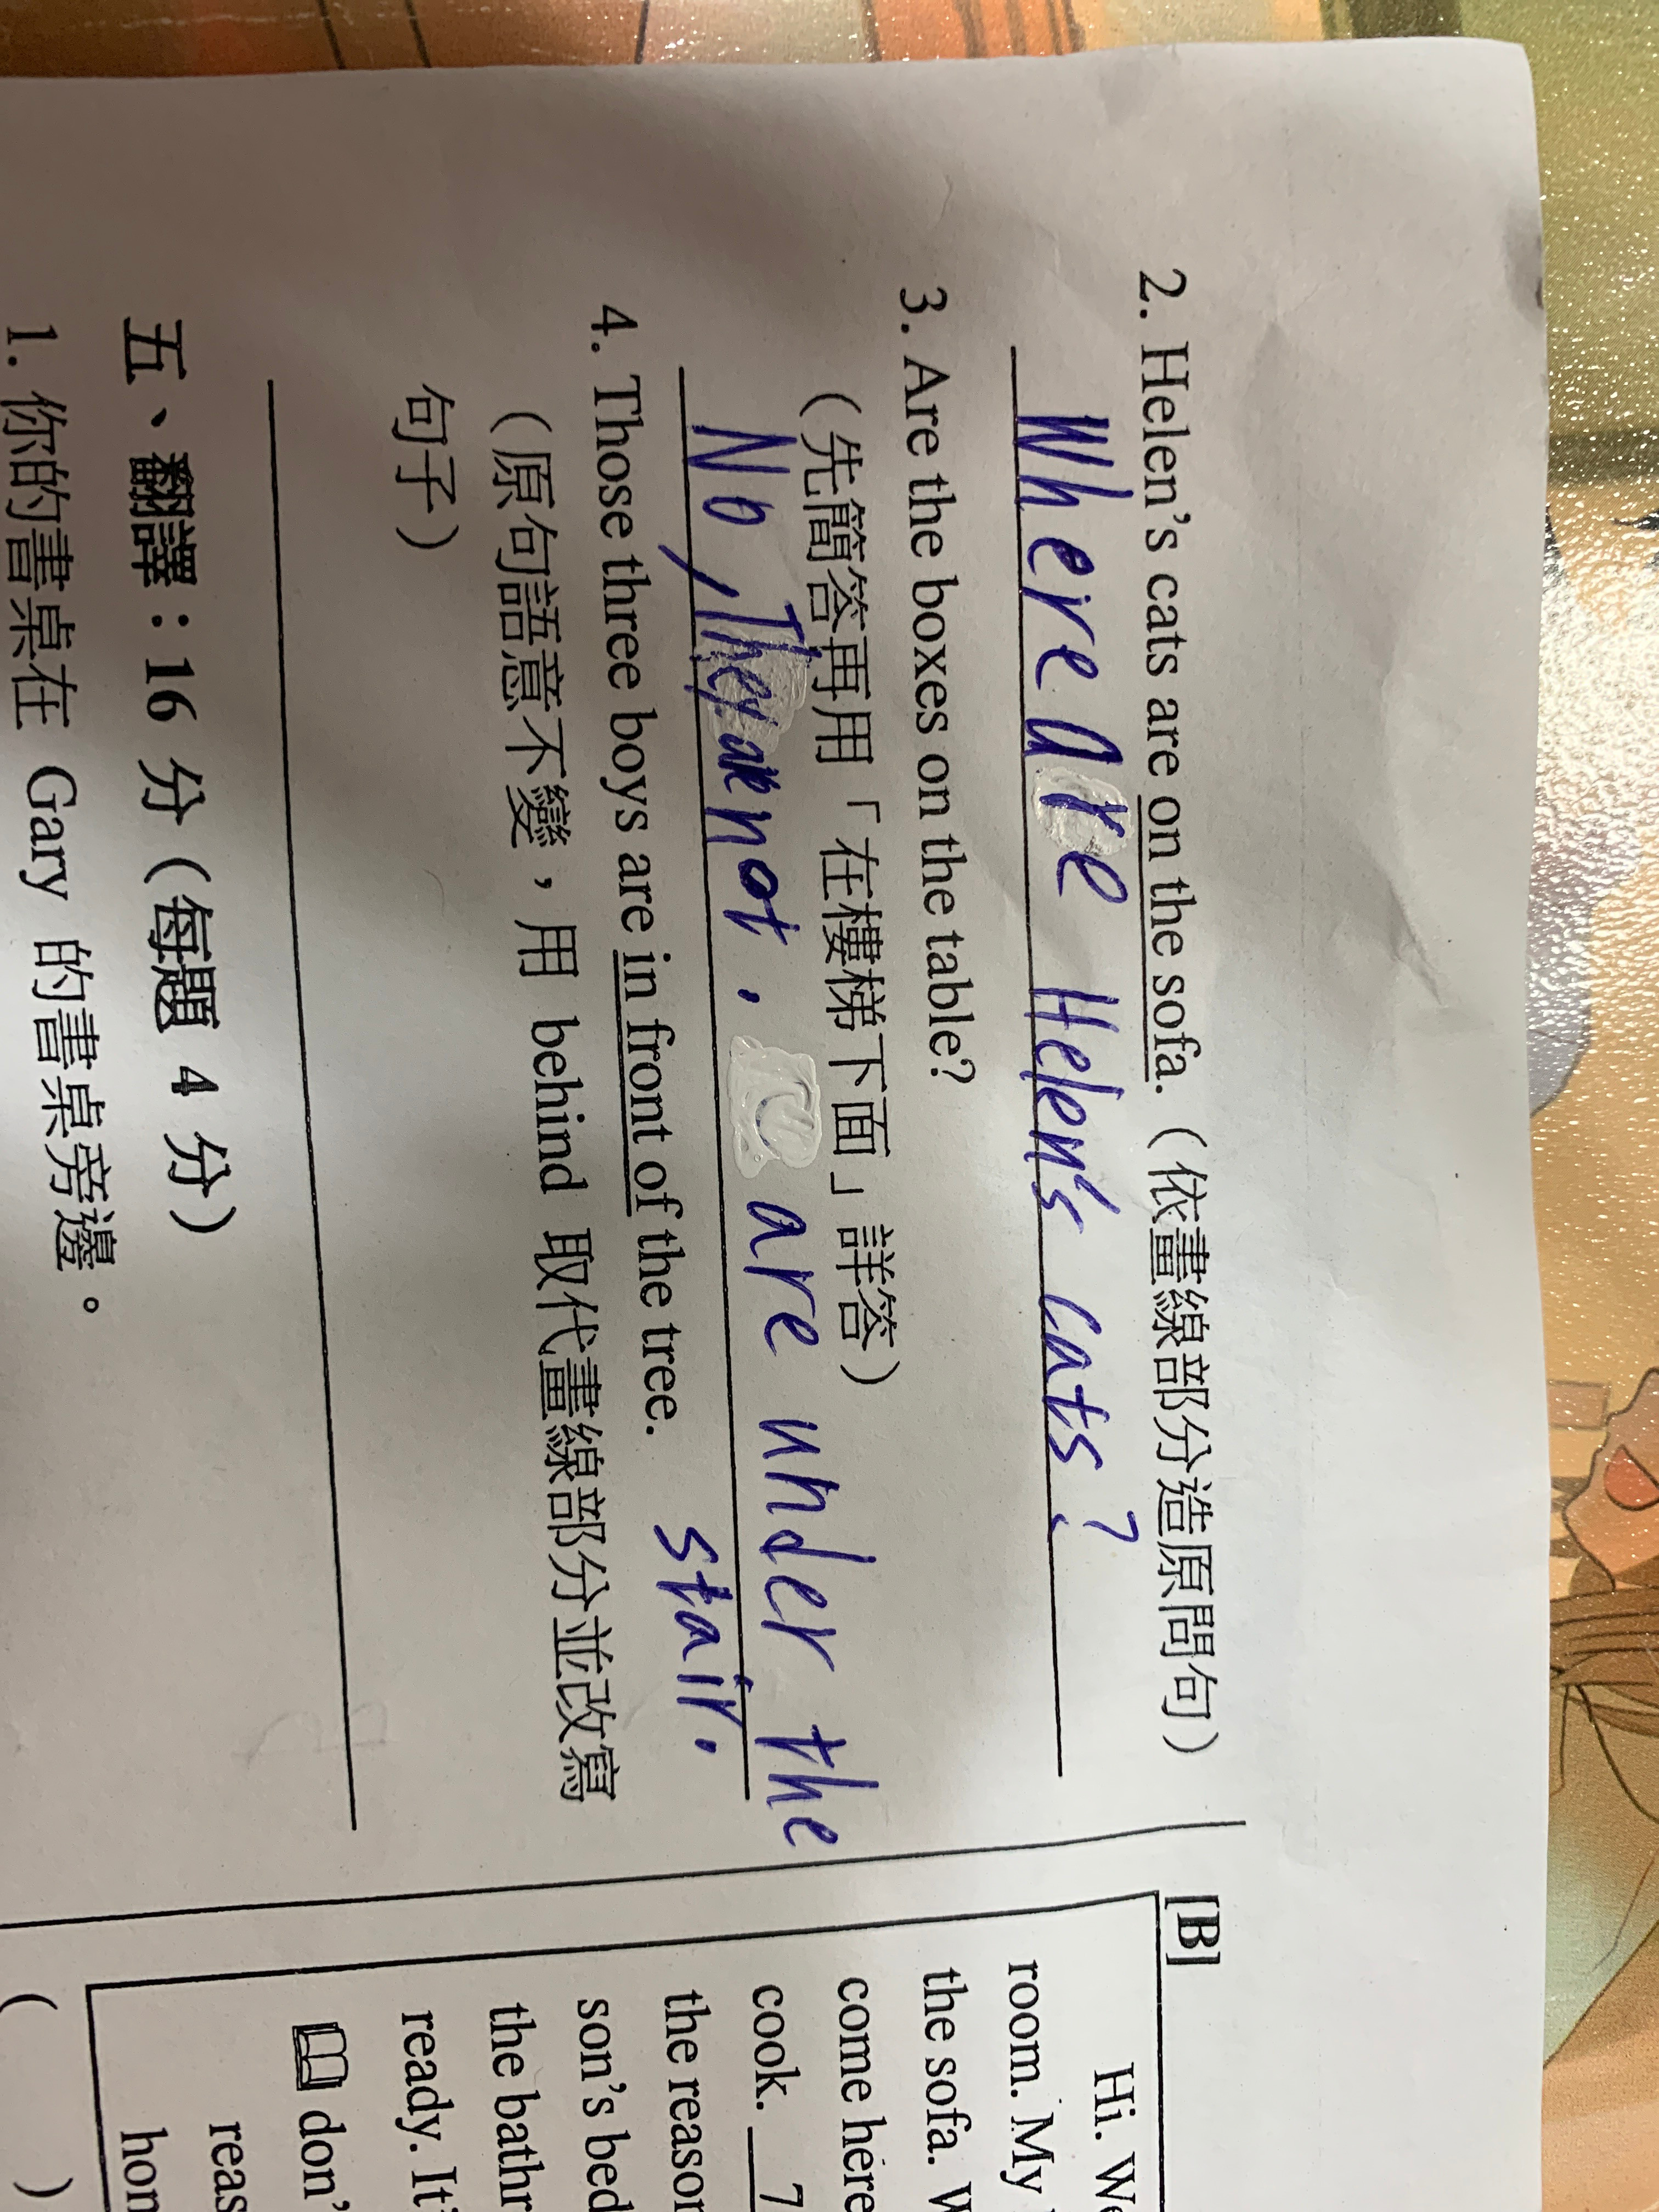 2. Helen's cats are on the sofa.（依畫線部分造原問句）
Where are Helen's cats?
3. Are the boxes on the table?
（先簡答再用「在樓梯下面」詳答）
No, They are not. are under the
stair.
4. Those three boys are in front of the tree.
（原句語意不變，用 behind 取代畫線部分並改寫
句子）
五、翻譯：16 分（每題 4 分）
1. 你的書桌在 Gary 的書桌旁邊。
[B]
Hi. We
room. My
the sofa. W
come here
cook. 7
the reason
son's bed
the bathr
ready. It'
don'
reas
hon
( )